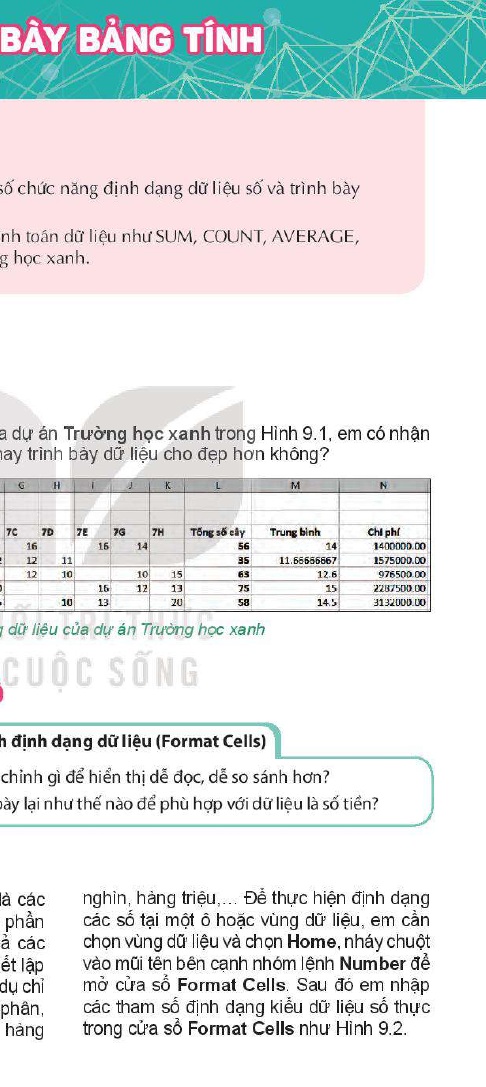 BÀY BẢNG TÍNH
số chức năng định dạng dữ liệu số và trình bày
nh toán dữ liệu như SUM, COUNT, AVERAGE,
g học xanh.
a dự án Trường học xanh trong Hình 9.1, em có nhận
hay trình bày dữ liệu cho đẹp hơn không?
G H I J K L M N
7C 7D 7E 7G 7H Tổng số cây Trung bình Chi phí
16 16 14 56 14 1400000.00
12 11 35 11.66666667 1575000.00
12 10 10 15 63 12.6 976500.00
16 12 13 75 15 2287500.00
10 13 20 58 14.5 3132000.00
g dữ liệu của dự án Trường học xanh
TRI THỨC
CUỘC SỐNG
h định dạng dữ liệu (Format Cells)
chỉnh gì để hiển thị dễ đọc, dễ so sánh hơn?
bày lại như thế nào để phù hợp với dữ liệu là số tiền?
là các
phần
ả các
ết lập
dụ chỉ
phân,
hàng
nghìn, hàng triệu,... Để thực hiện định dạng
các số tại một ô hoặc vùng dữ liệu, em cần
chọn vùng dữ liệu và chọn Home, nháy chuột
vào mũi tên bên cạnh nhóm lệnh Number để
mở cửa sổ Format Cells. Sau đó em nhập
các tham số định dạng kiểu dữ liệu số thực
trong cửa sổ Format Cells như Hình 9.2.